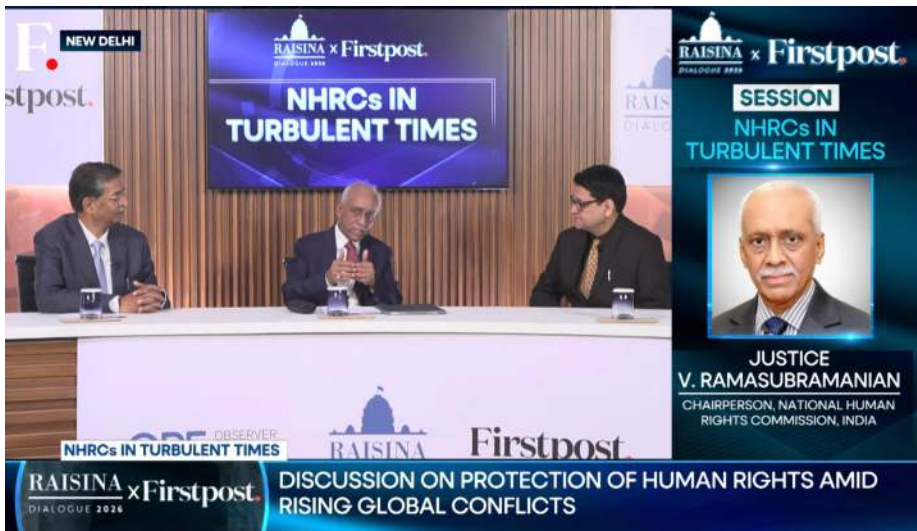 F.
NEW DELHI
stpost.
RAISINA x Firstpost.
DIALOGUE 2026
NHRCs IN
TURBULENT TIMES
RAIS
DIALOG
RAISINA x Firstpost.
DIALOGUE 2026
SESSION
NHRCs IN
TURBULENT TIMES
JUSTICE
V. RAMASUBRAMANIAN
CHAIRPERSON, NATIONAL HUMAN
RIGHTS COMMISSION, INDIA
OBSERVER
RAISINA
Firstpost.
NHRCs IN TURBULENT TIMES
RAISINA x Firstpost.
DIALOGUE 2026
DISCUSSION ON PROTECTION OF HUMAN RIGHTS AMID
RISING GLOBAL CONFLICTS